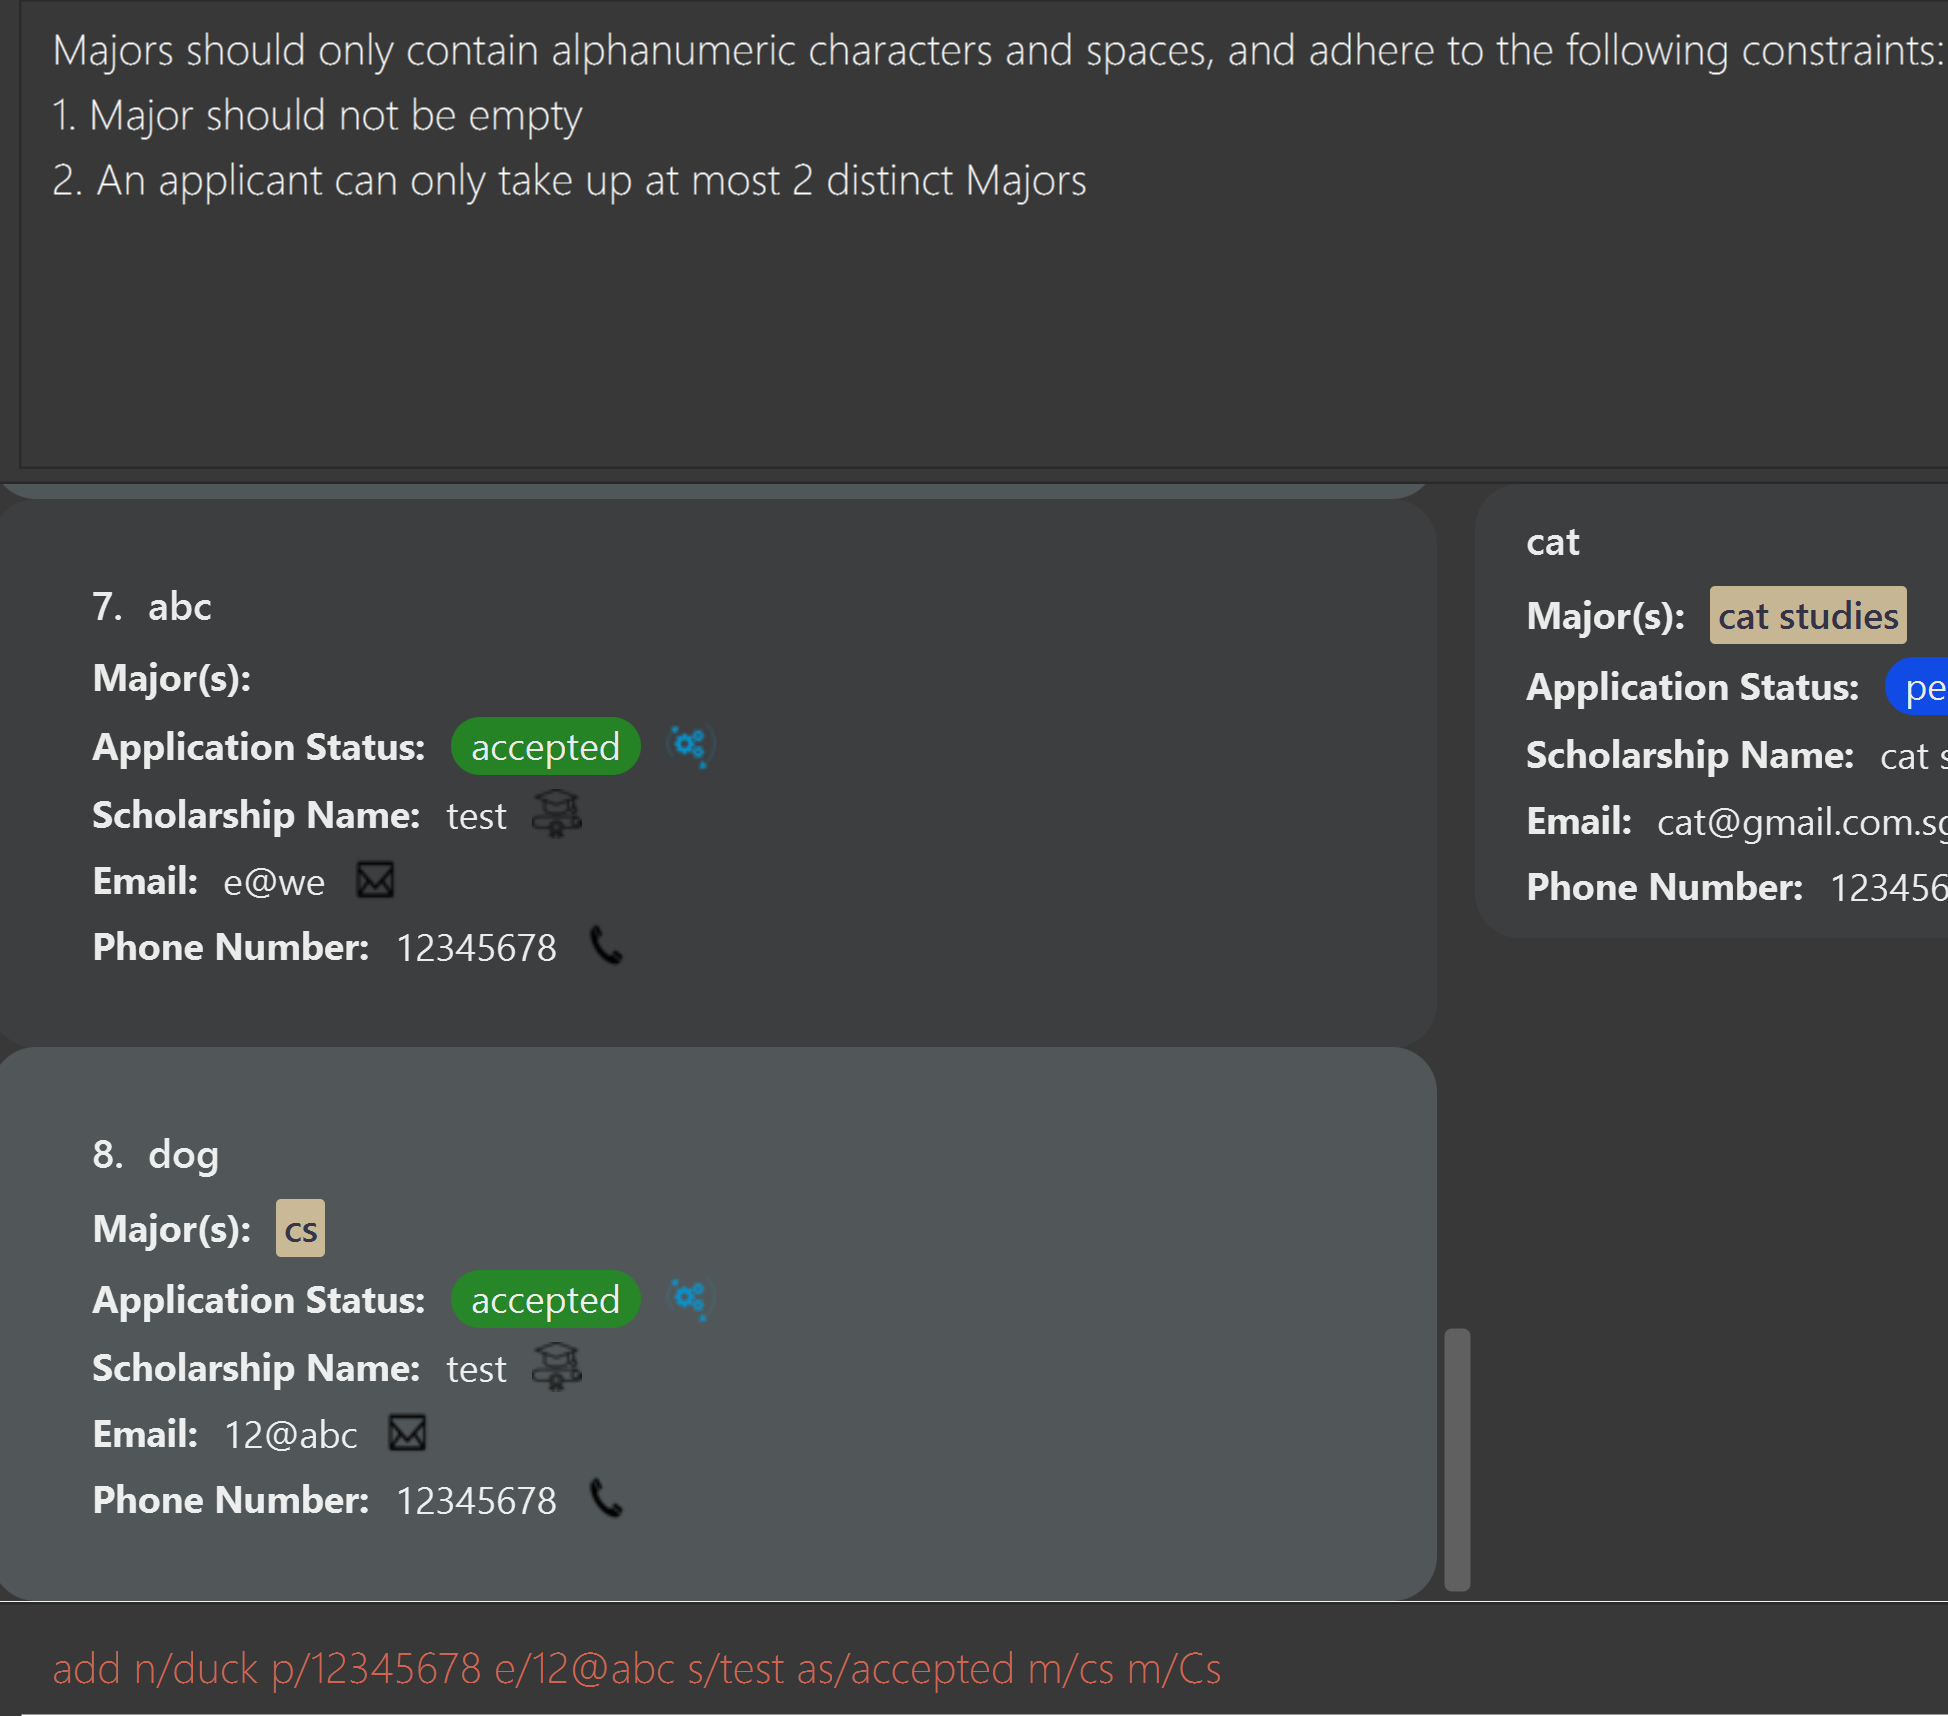 Majors should only contain alphanumeric characters and spaces, and adhere to the following constraints:
1. Major should not be empty
2. An applicant can only take up at most 2 distinct Majors
7. abc
Major(s):
Application Status: accepted
Scholarship Name: test
Email: e@we
Phone Number: 12345678
8. dog
Major(s): cs
Application Status: accepted
Scholarship Name: test
Email: 12@abc
Phone Number: 12345678
cat
Major(s): cat studies
Application Status: pe
Scholarship Name: cat s
Email: cat@gmail.com.sg
Phone Number: 123456
add n/duck p/12345678 e/12@abc s/test as/accepted m/cs m/Cs